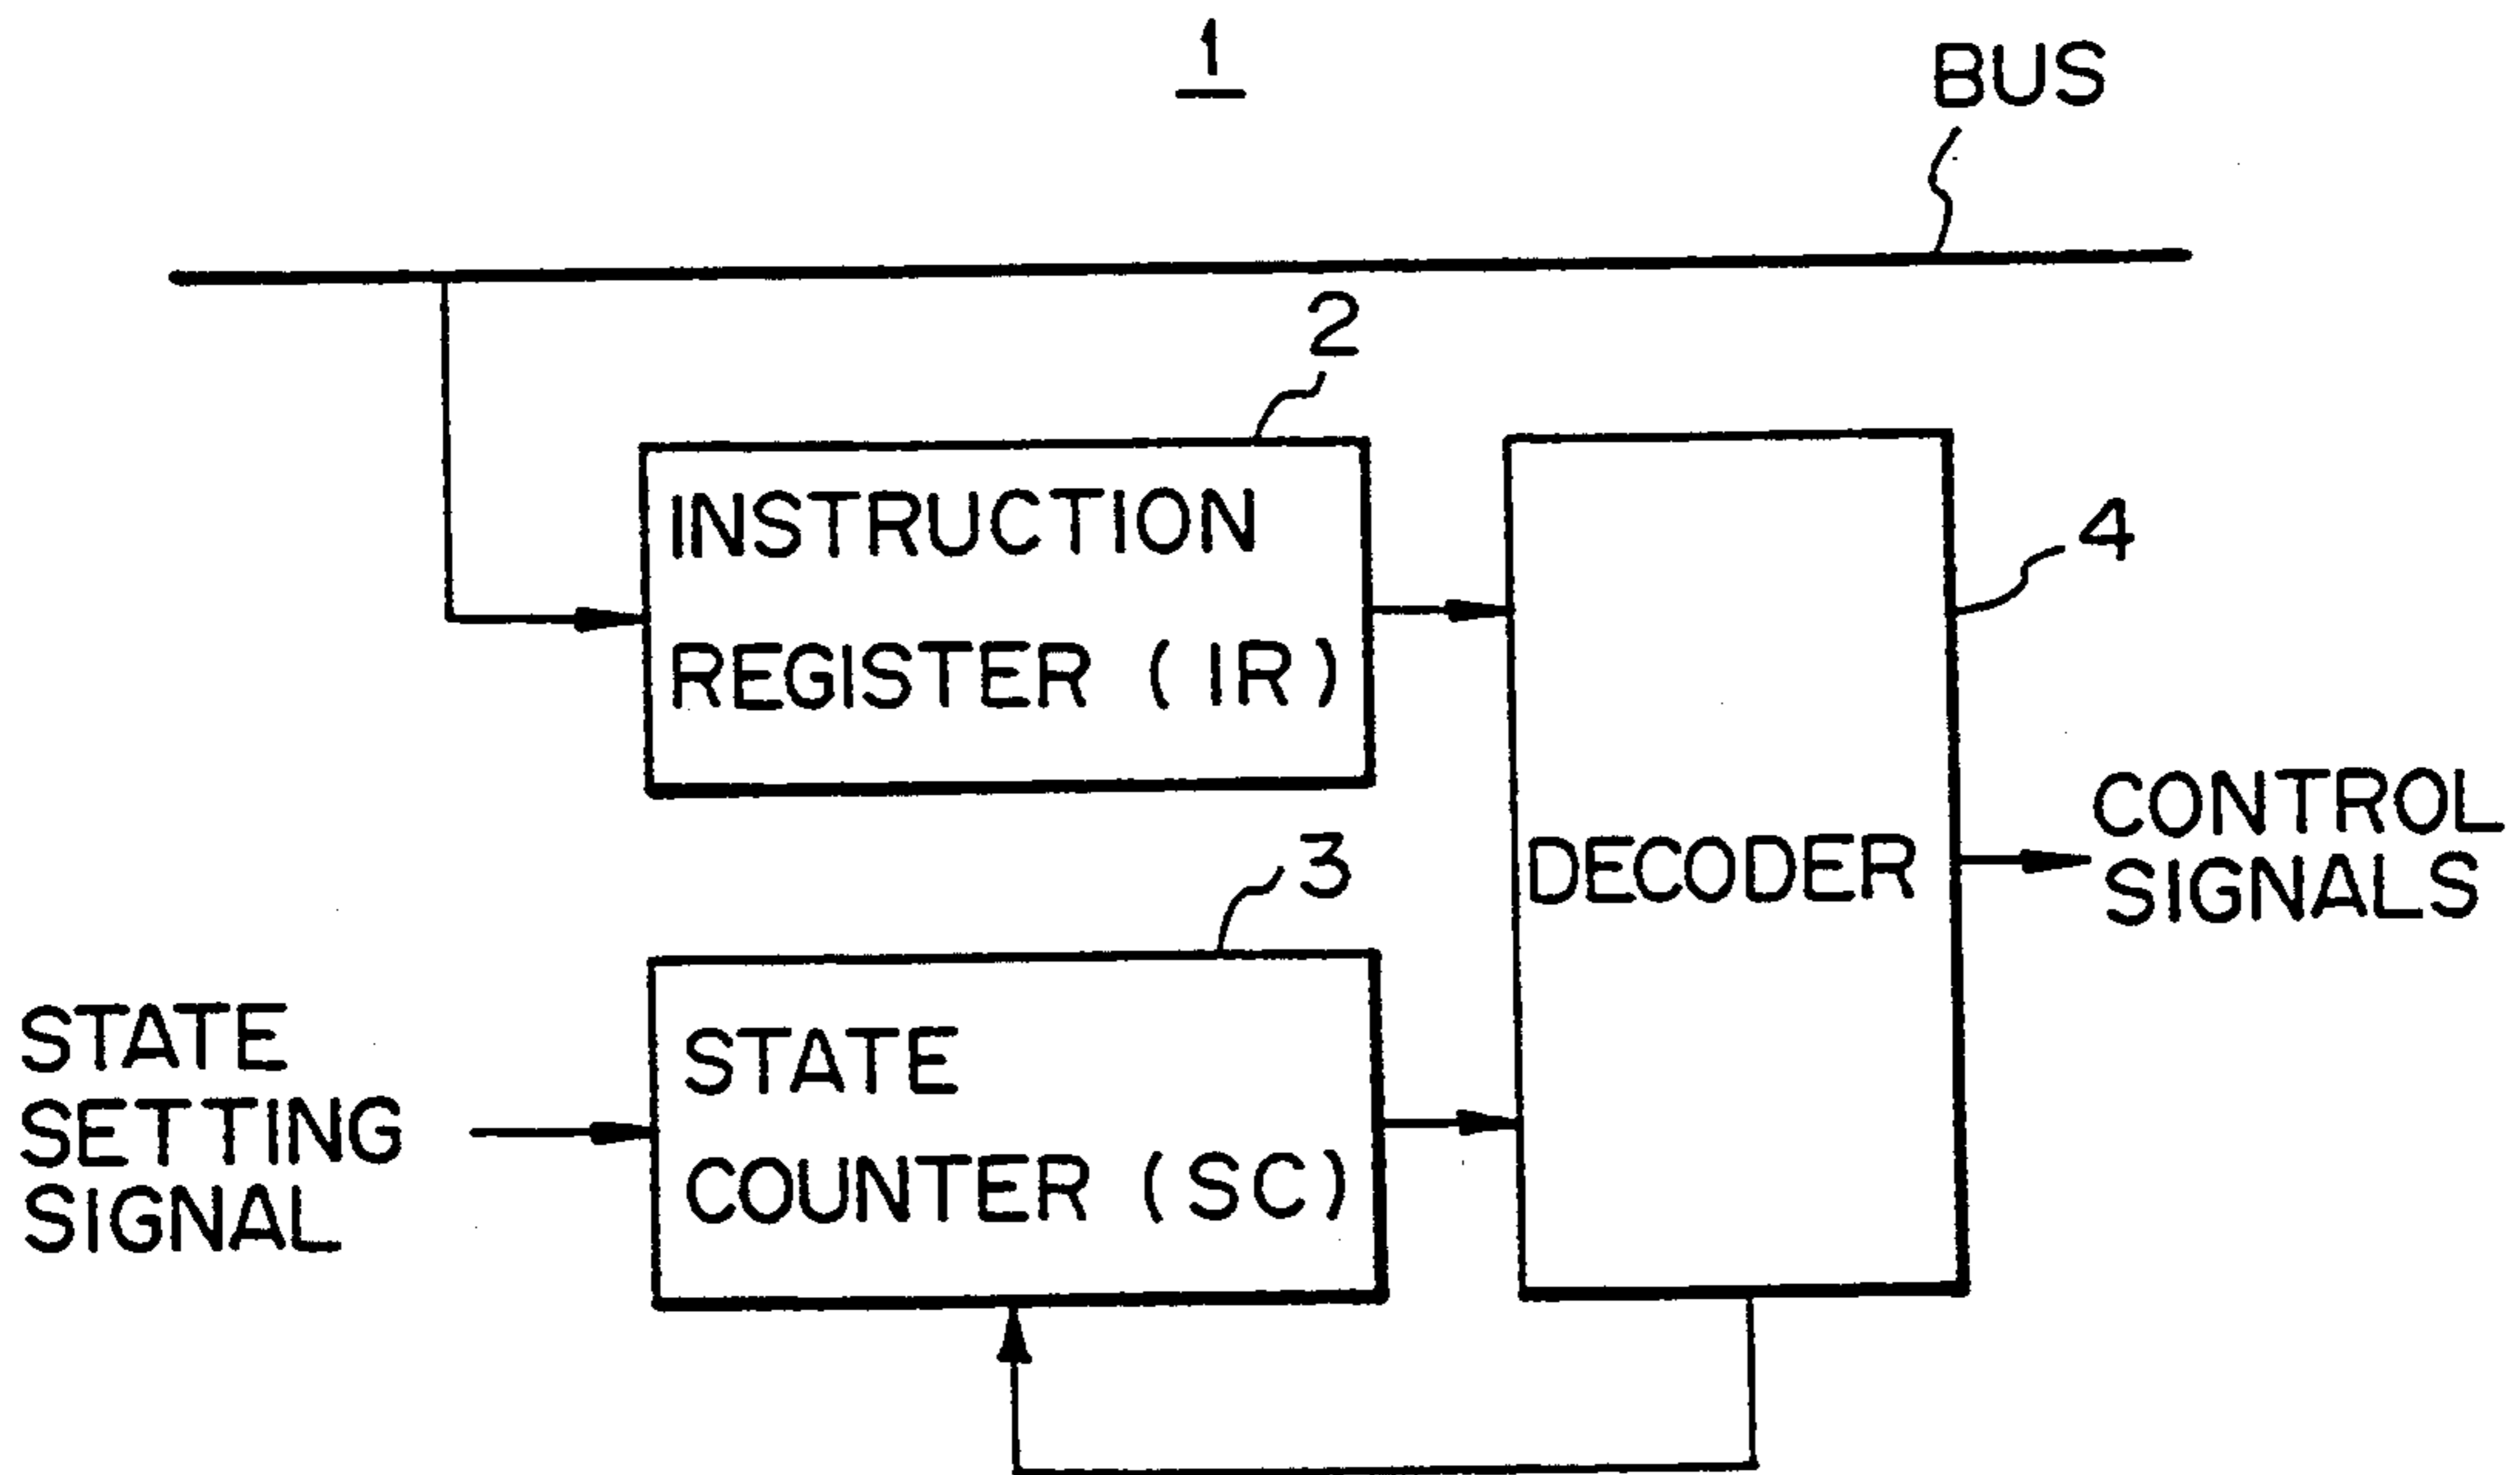 1
BUS
2
INSTRUCTION
REGISTER (IR)
4
DECODER
CONTROL
SIGNALS
3
STATE
SETTING
SIGNAL
STATE
COUNTER (SC)